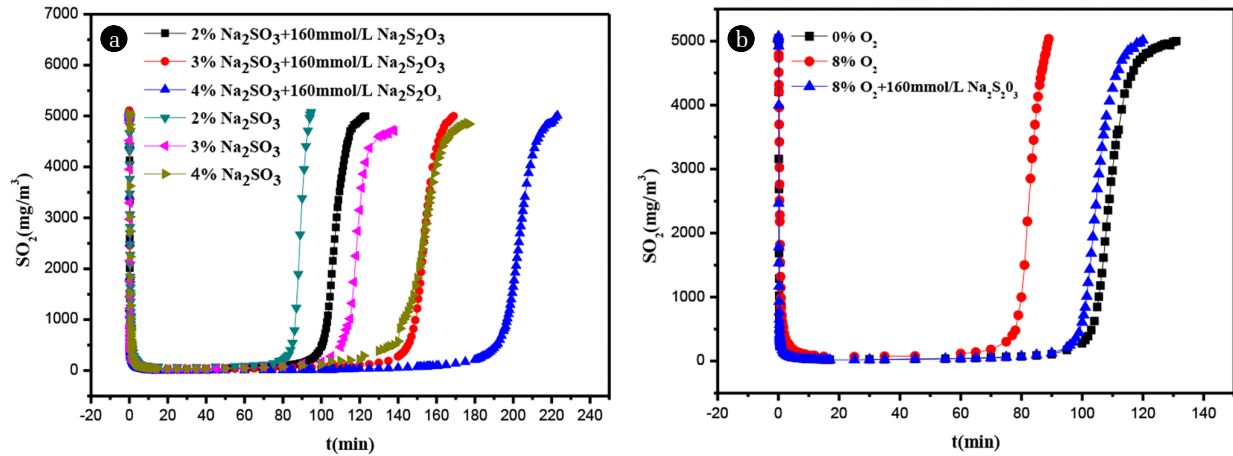 a
2% Na₂SO₃+160mmol/L Na₂S₂O₃
3% Na₂SO₃+160mmol/L Na₂S₂O₃
4% Na₂SO₃+160mmol/L Na₂S₂O₃
2% Na₂SO₃
3% Na₂SO₃
4% Na₂SO₃
7000
6000
5000
4000
3000
2000
1000
0
SO₂(mg/m³)
-20 0 20 40 60 80 100 120 140 160 180 200 220 240
t(min)
b
0% O₂
8% O₂
8% O₂+160mmol/L Na₂S₂0₃
5000
4000
3000
2000
1000
0
SO₂(mg/m³)
-20 0 20 40 60 80 100 120 140
t(min)